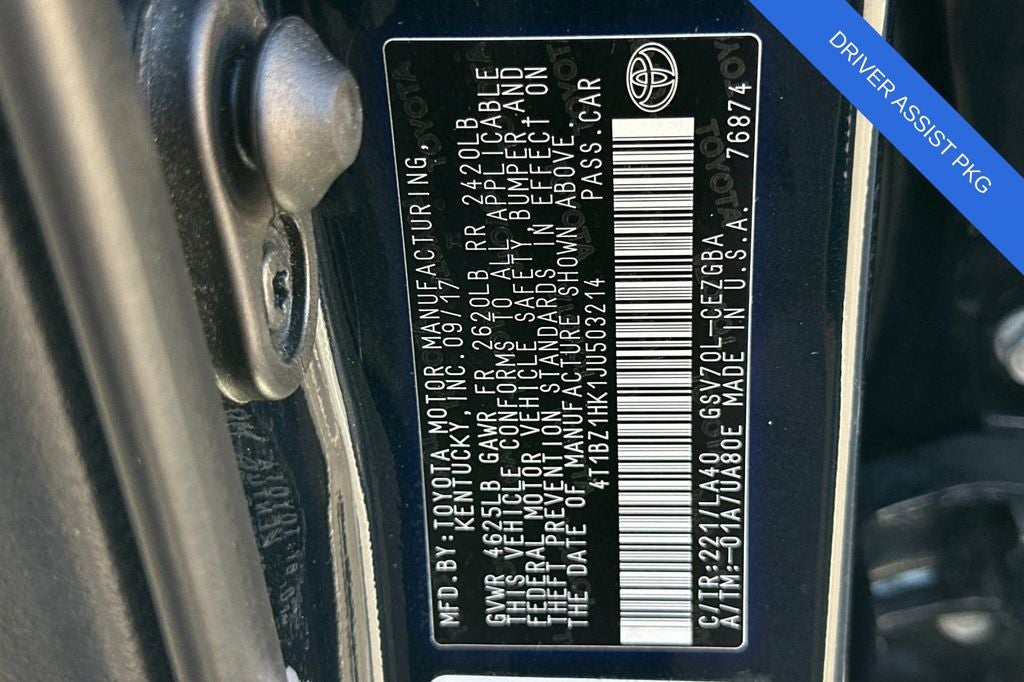 MFD.BY:TOYOTA MOTOR MANUFACTURING,
KENTUCKY, INC. 09/17
GVWR 4625LB GAWR FR 2620LB RR 2420LB
THIS VEHICLE CONFORMS TO ALL APPLICABLE
FEDERAL MOTOR VEHICLE SAFETY, BUMPER, AND
THEFT PREVENTION STANDARDS IN EFFECT ON
THE DATE OF MANUFACTURE SHOWN ABOVE.
4T1BZ1HK1JU503214 PASS.CAR
C/TR:221/LA40 GSV70L-CEZGBA
A/TM:-01A/UA80E MADE IN U.S.A. 76874
DRIVER ASSIST PKG